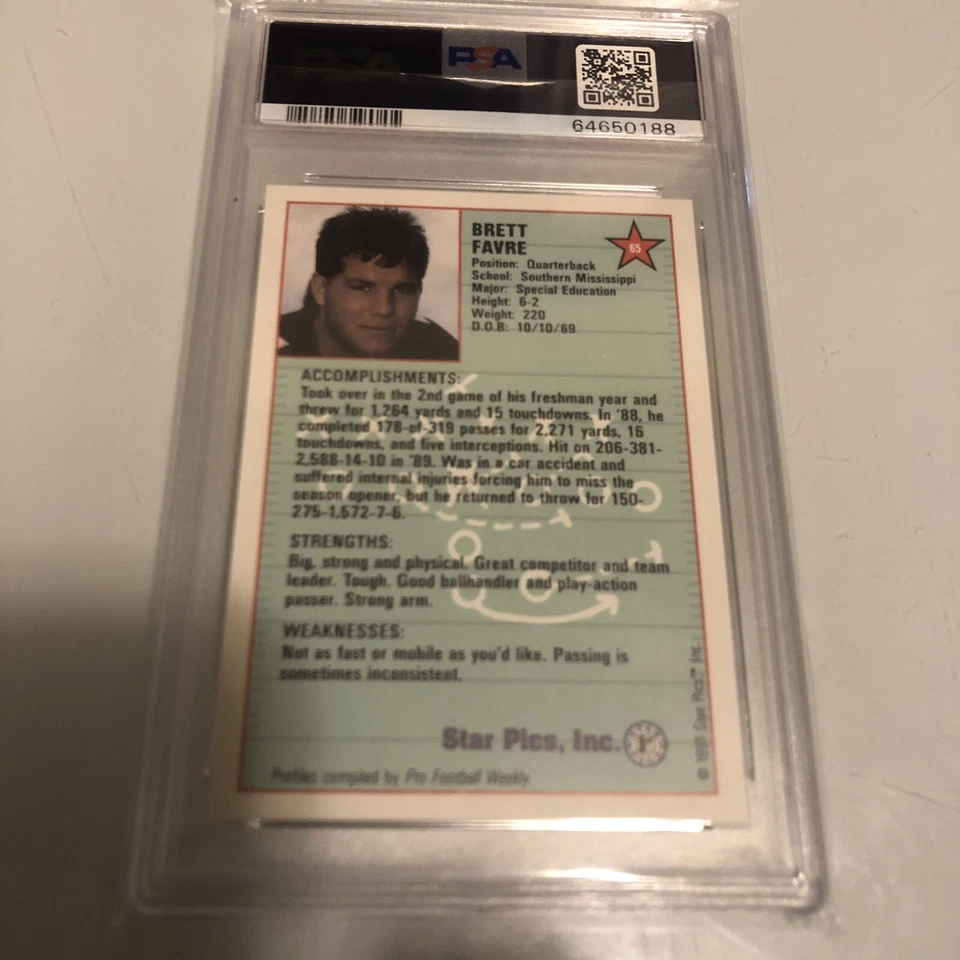 PSA
64650188
BRETT
FAVRE
65
Position: Quarterback
School: Southern Mississippi
Major: Special Education
Height: 6-2
Weight: 220
D.O.B: 10/10/69
ACCOMPLISHMENTS:
Took over in the 2nd game of his freshman year and
threw for 1,264 yards and 15 touchdowns. In '88, he
completed 178-of-319 passes for 2,271 yards, 16
touchdowns, and five interceptions. Hit on 206-381-
2,588-14-10 in '89. Was in a car accident and
suffered internal injuries forcing him to miss the
season opener, but he returned to throw for 150-
275-1,572-7-6.
STRENGTHS:
Big, strong and physical. Great competitor and team
leader. Tough. Good ballhandler and play-action
passer. Strong arm.
WEAKNESSES:
Not as fast or mobile as you'd like. Passing is
sometimes inconsistent.
Star Pics, Inc.
Profiles compiled by Pro Football Weekly
© 1991 Star Pics™ Inc.